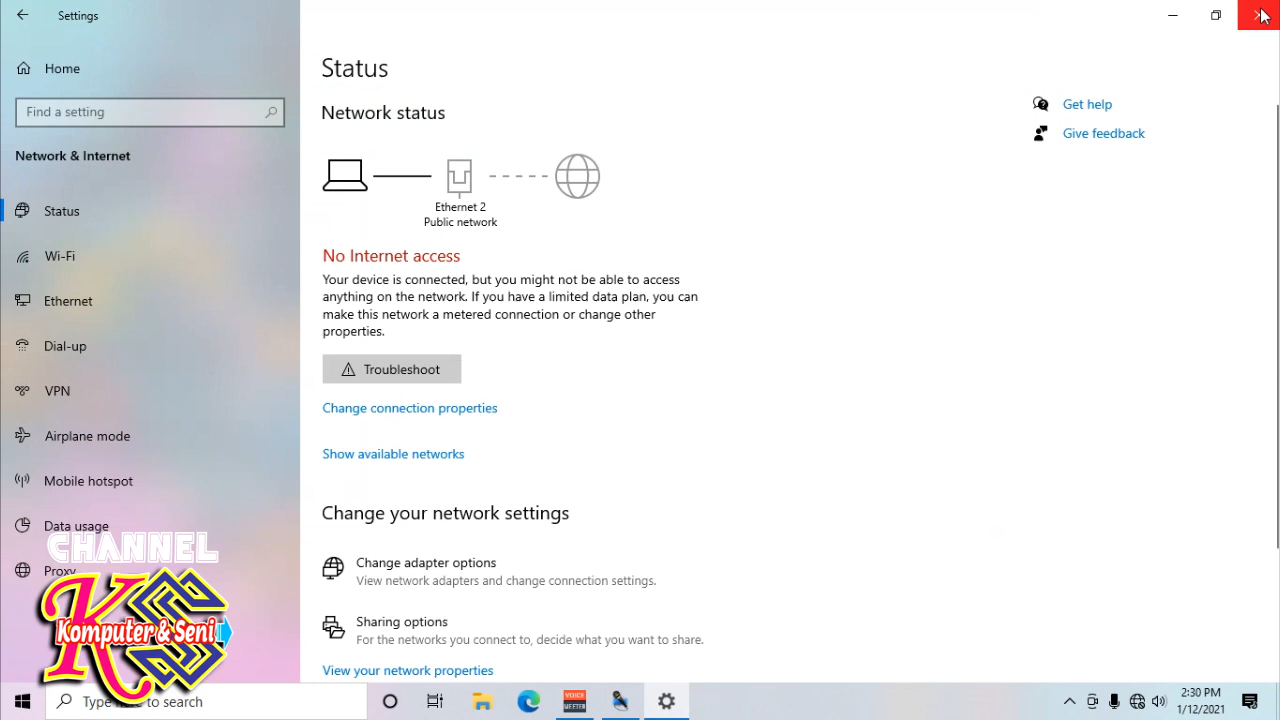 Settings
Home
Find a setting
Network & Internet
Status
Wi-Fi
Ethernet
Dial-up
VPN
Airplane mode
Mobile hotspot
Data usage
Proxy
CHANNEL
KS
Komputer & Seni
Status
Network status
Ethernet 2
Public network
No Internet access
Your device is connected, but you might not be able to access
anything on the network. If you have a limited data plan, you can
make this network a metered connection or change other
properties.
Troubleshoot
Change connection properties
Show available networks
Change your network settings
Change adapter options
View network adapters and change connection settings.
Sharing options
For the networks you connect to, decide what you want to share.
View your network properties
Get help
Give feedback
Type here to search
VOICE
MEETER
2:30 PM
1/12/2021